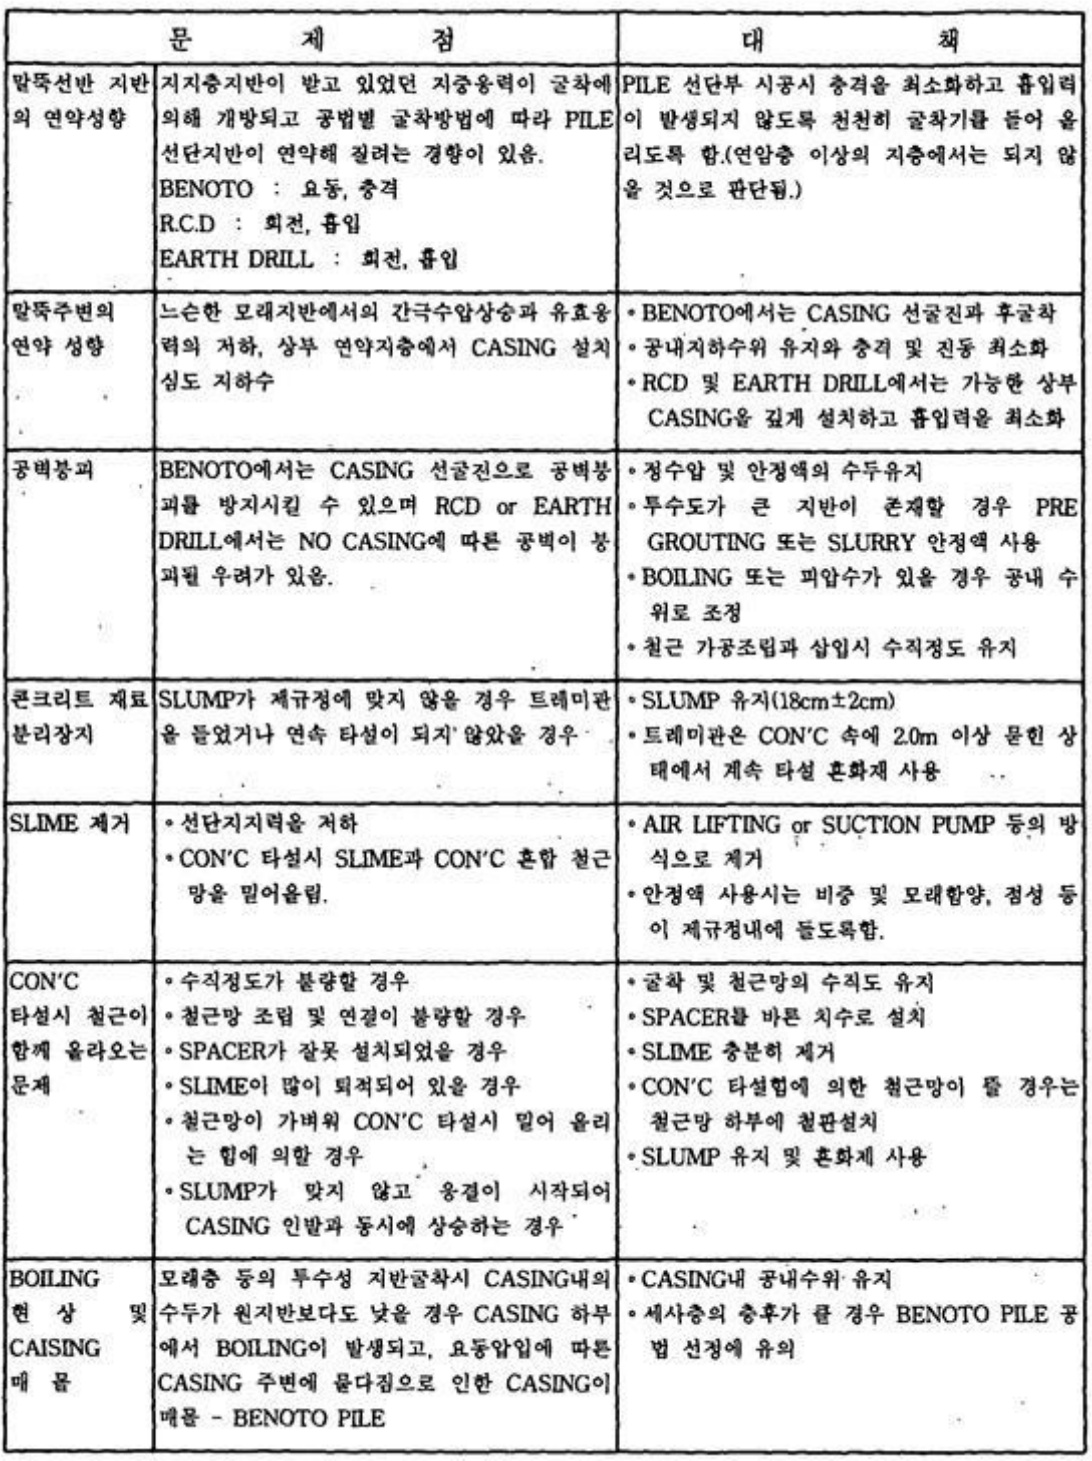 문 제 점 대 책
말뚝선반 지반의 연약성향
지지층지반이 받고 있었던 지중응력이 굴착에
의해 개방되고 공법별 굴착방법에 따라 PILE
선단지반이 연약해 질려는 경향이 있음.
BENOTO : 요동, 충격
R.C.D : 회전, 흡입
EARTH DRILL : 회전, 흡입
PILE 선단부 시공시 충격을 최소화하고 흡입력
이 발생되지 않도록 천천히 굴착기를 들어 올
리도록 함.(연암층 이상의 지층에서는 되지 않
을 것으로 판단됨.)
말뚝주변의
연약 성향
느슨한 모래지반에서의 간극수압상승과 유효응
력의 저하, 상부 연약지층에서 CASING 설치
심도 지하수
∘ BENOTO에서는 CASING 선굴진과 후굴착
∘ 공내지하수위 유지와 충격 및 진동 최소화
∘ RCD 및 EARTH DRILL에서는 가능한 상부
CASING을 깊게 설치하고 흡입력을 최소화
공벽붕괴
BENOTO에서는 CASING 선굴진으로 공벽붕
괴를 방지시킬 수 있으며 RCD or EARTH
DRILL에서는 NO CASING에 따른 공벽이 붕
괴될 우려가 있음.
∘ 정수압 및 안정액의 수두유지
∘ 투수도가 큰 지반이 존재할 경우 PRE
GROUTING 또는 SLURRY 안정액 사용
∘ BOILING 또는 피압수가 있을 경우 공내 수
위로 조정
∘ 철근 가공조립과 삽입시 수직정도 유지
콘크리트 재료
분리장지
SLUMP가 제규정에 맞지 않을 경우 트레미관
을 들었거나 연속 타설이 되지 않았을 경우
∘ SLUMP 유지(18cm±2cm)
∘ 트레미관은 CON'C 속에 2.0m 이상 묻힌 상
태에서 계속 타설 혼화재 사용
SLIME 제거
∘ 선단지지력을 저하
∘ CON'C 타설시 SLIME과 CON'C 혼합 철근
망을 밀어올림.
∘ AIR LIFTING or SUCTION PUMP 등의 방
식으로 제거
∘ 안정액 사용시는 비중 및 모래함양, 점성 등
이 제규정내에 들도록함.
CON'C
타설시 철근이
함께 올라오는
문제
∘ 수직정도가 불량할 경우
∘ 철근망 조립 및 연결이 불량할 경우
∘ SPACER가 잘못 설치되었을 경우
∘ SLIME이 많이 퇴적되어 있을 경우
∘ 철근망이 가벼워 CON'C 타설시 밀어 올리
는 힘에 의할 경우
∘ SLUMP가 맞지 않고 응결이 시작되어
CASING 인발과 동시에 상승하는 경우
∘ 굴착 및 철근망의 수직도 유지
∘ SPACER를 바른 치수로 설치
∘ SLIME 충분히 제거
∘ CON'C 타설힘에 의한 철근망이 뜰 경우는
철근망 하부에 철판설치
∘ SLUMP 유지 및 혼화제 사용
BOILING
현 상 및
CAISING
매 몰
모래층 등의 투수성 지반굴착시 CASING내의
수두가 원지반보다도 낮을 경우 CASING 하부
에서 BOILING이 발생되고, 요동압입에 따른
CASING 주변에 물다짐으로 인한 CASING이
매몰 - BENOTO PILE
∘ CASING내 공내수위 유지
∘ 세사층의 층후가 클 경우 BENOTO PILE 공
법 선정에 유의